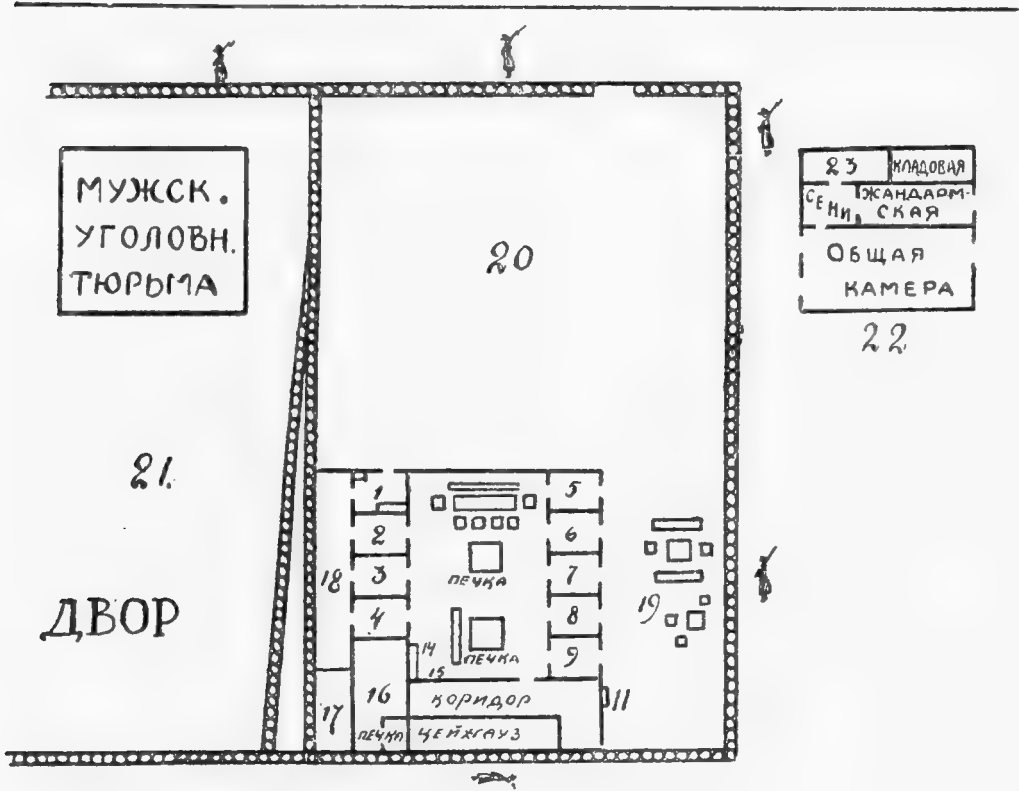 МУЖСК.
УГОЛОВН.
ТЮРЬМА
23
КЛАДОВАЯ
СЕНИ
ЖАНДАРМ-
СКАЯ
ОБЩАЯ
КАМЕРА
22
20
21.
ДВОР
1
2
3
4
5
6
7
8
9
ПЕЧКА
ПЕЧКА
14
15
16
17
18
19
11
КОРИДОР
ПЕЧКА
ЦЕЙХГАУЗ